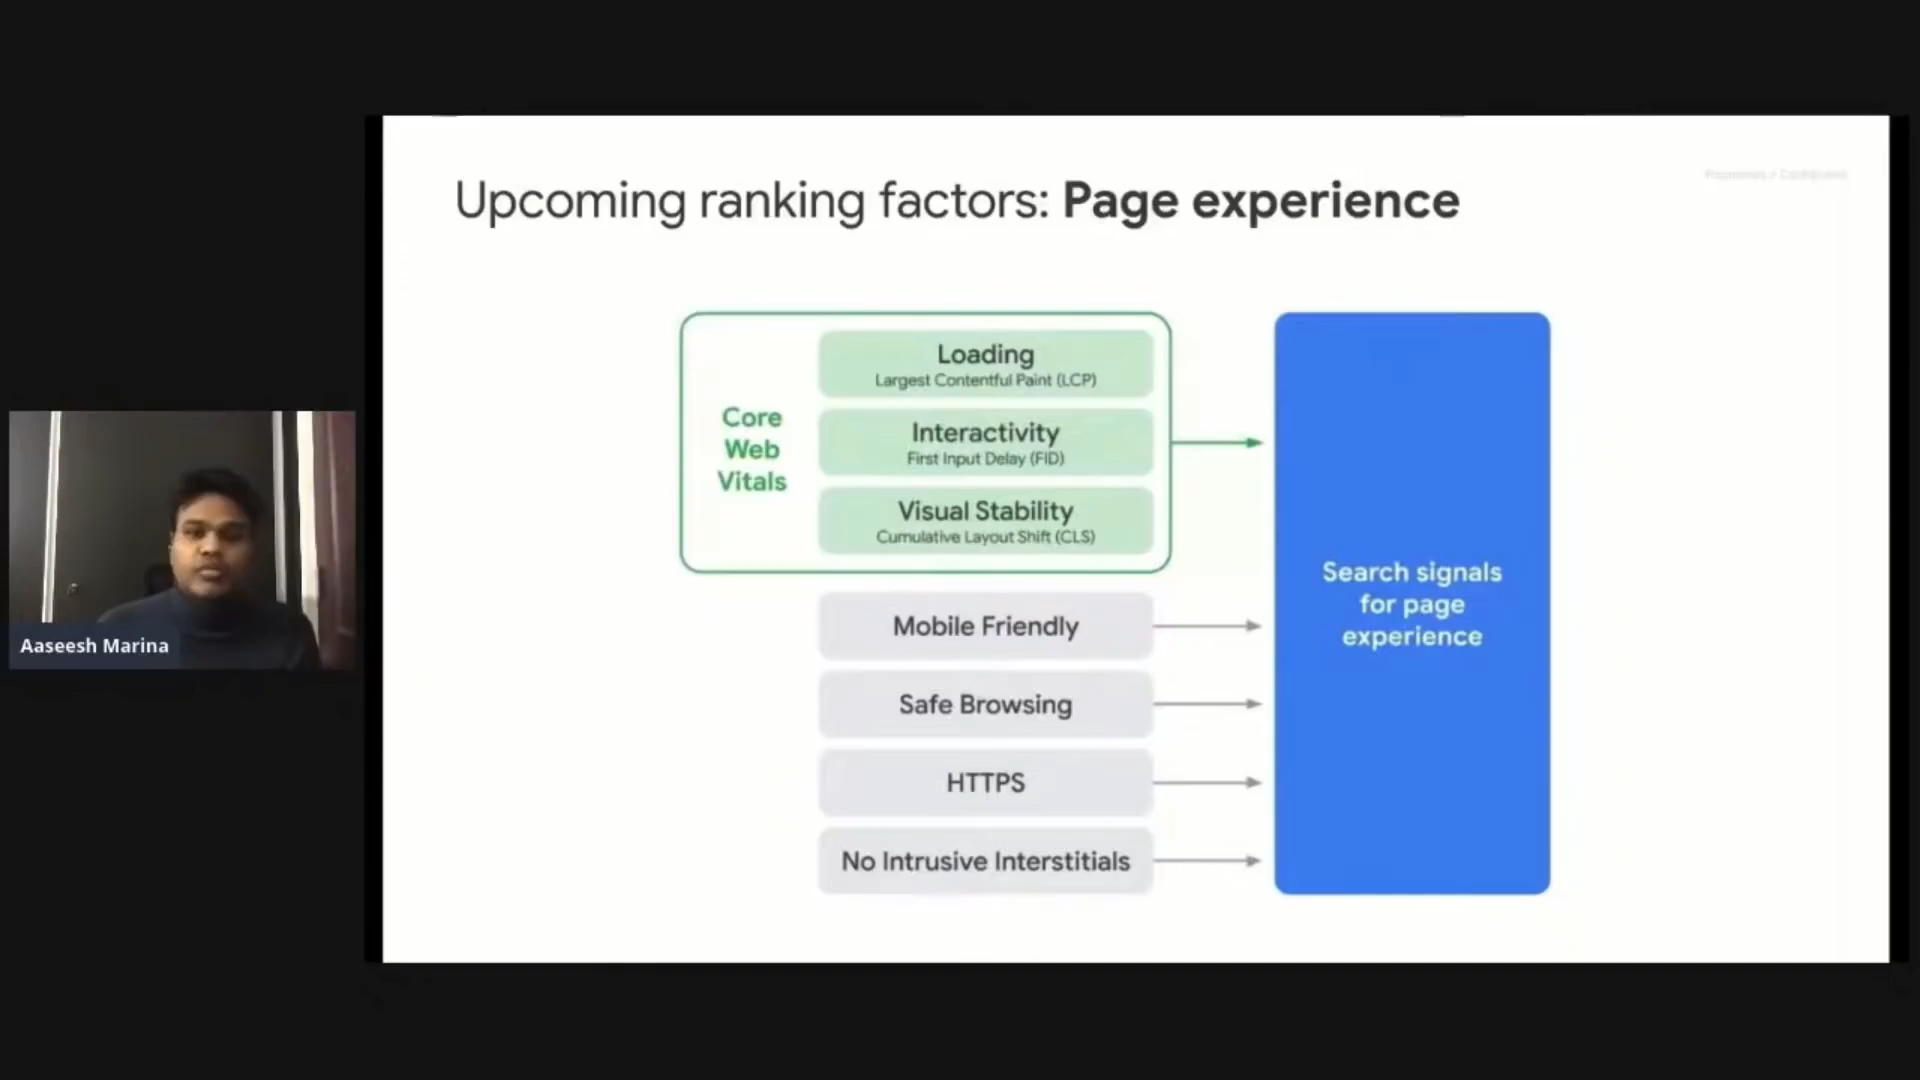 Upcoming ranking factors: Page experience
Core
Web
Vitals
Loading
Largest Contentful Paint (LCP)
Interactivity
First Input Delay (FID)
Visual Stability
Cumulative Layout Shift (CLS)
Mobile Friendly
Safe Browsing
HTTPS
No Intrusive Interstitials
Search signals
for page
experience
Aaseesh Marina